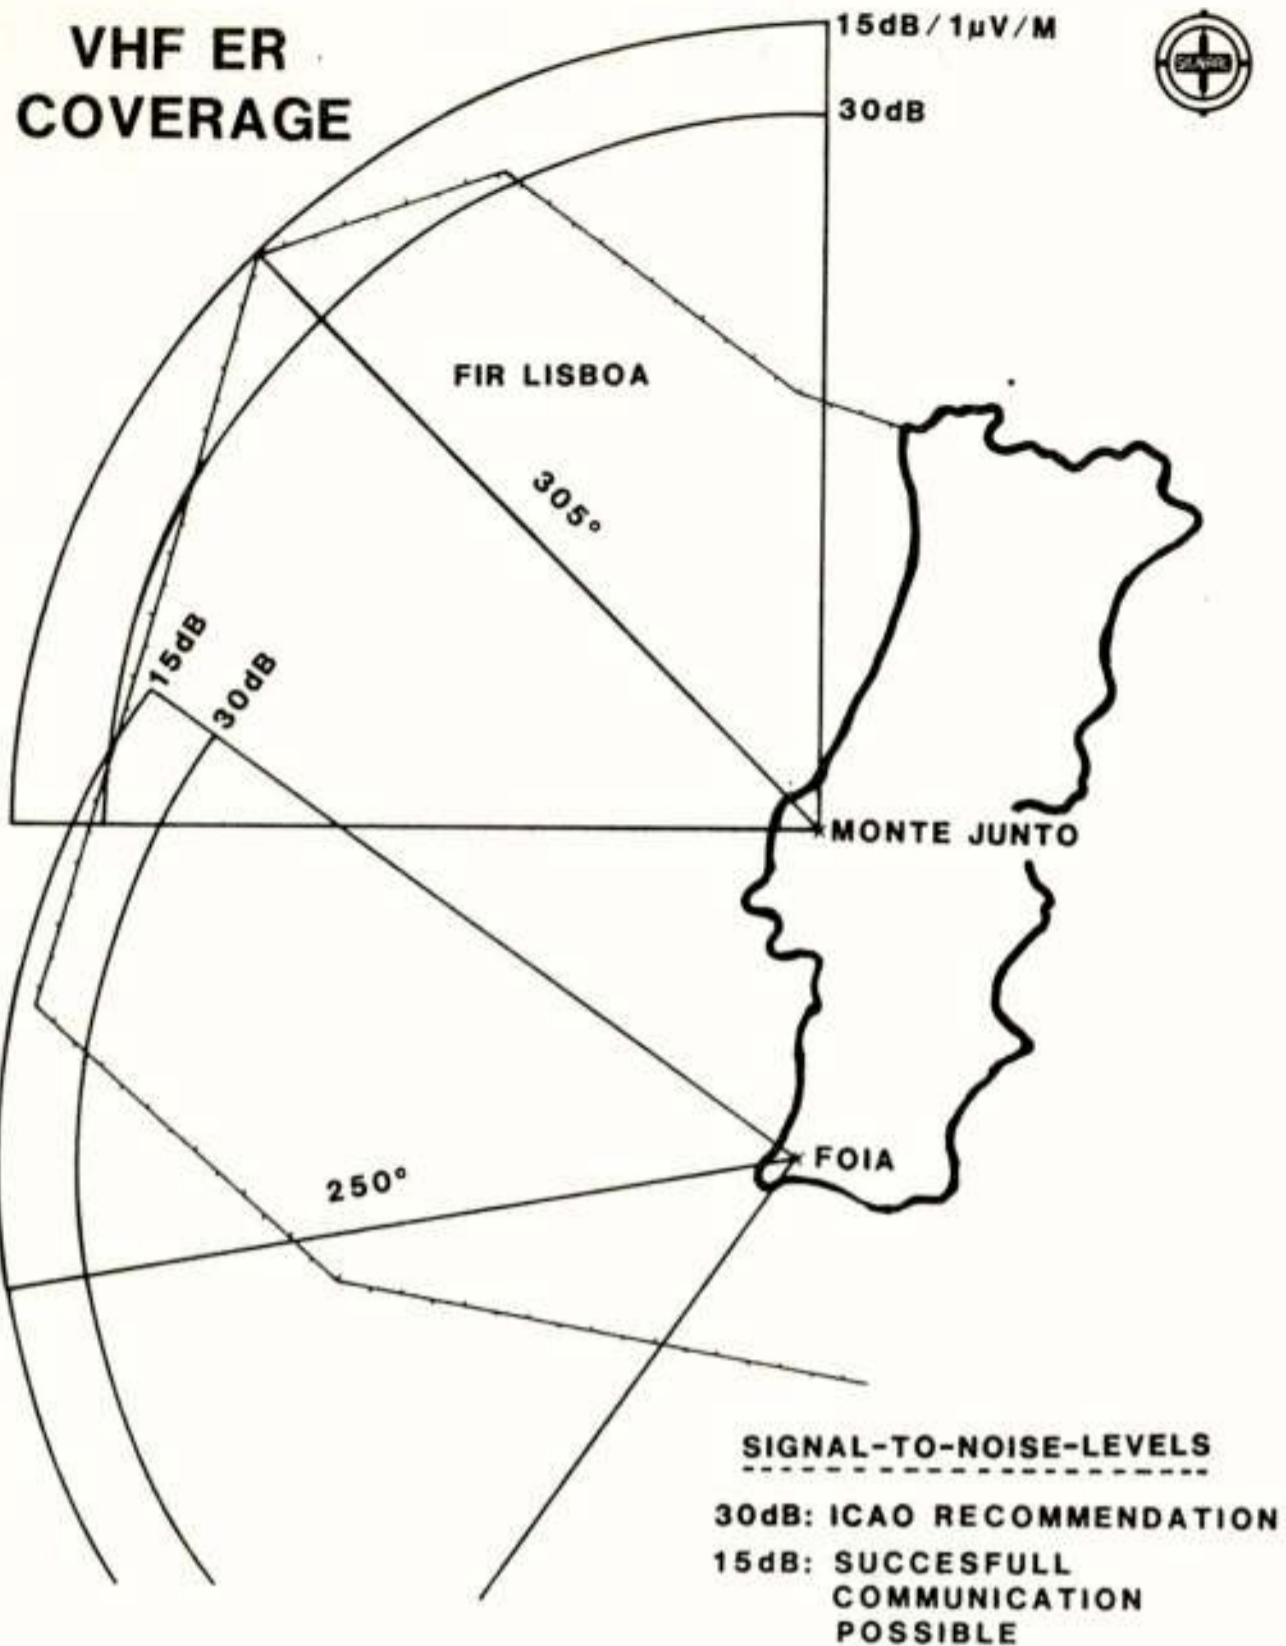 VHF ER
COVERAGE
15dB/1µV/M
30dB
SIGNAAL
FIR LISBOA
305°
15dB
30dB
MONTE JUNTO
FOIA
250°
SIGNAL-TO-NOISE-LEVELS
30dB: ICAO RECOMMENDATION
15dB: SUCCESFULL
COMMUNICATION
POSSIBLE